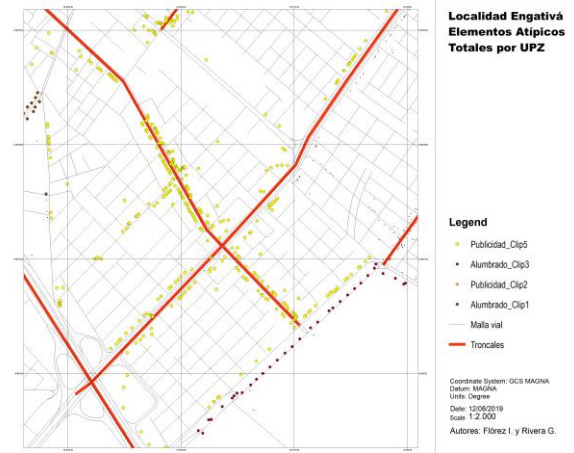 Localidad Engativá
Elementos Atípicos
Totales por UPZ
Legend
Publicidad_Clip5
Alumbrado_Clip3
Publicidad_Clip2
Alumbrado_Clip1
Malla vial
Troncales
Coordinate System: GCS MAGNA
Datum: MAGNA
Units: Degree
Date: 12/08/2019
Scale 1:2.000
Autores: Flórez I. y Rivera G.